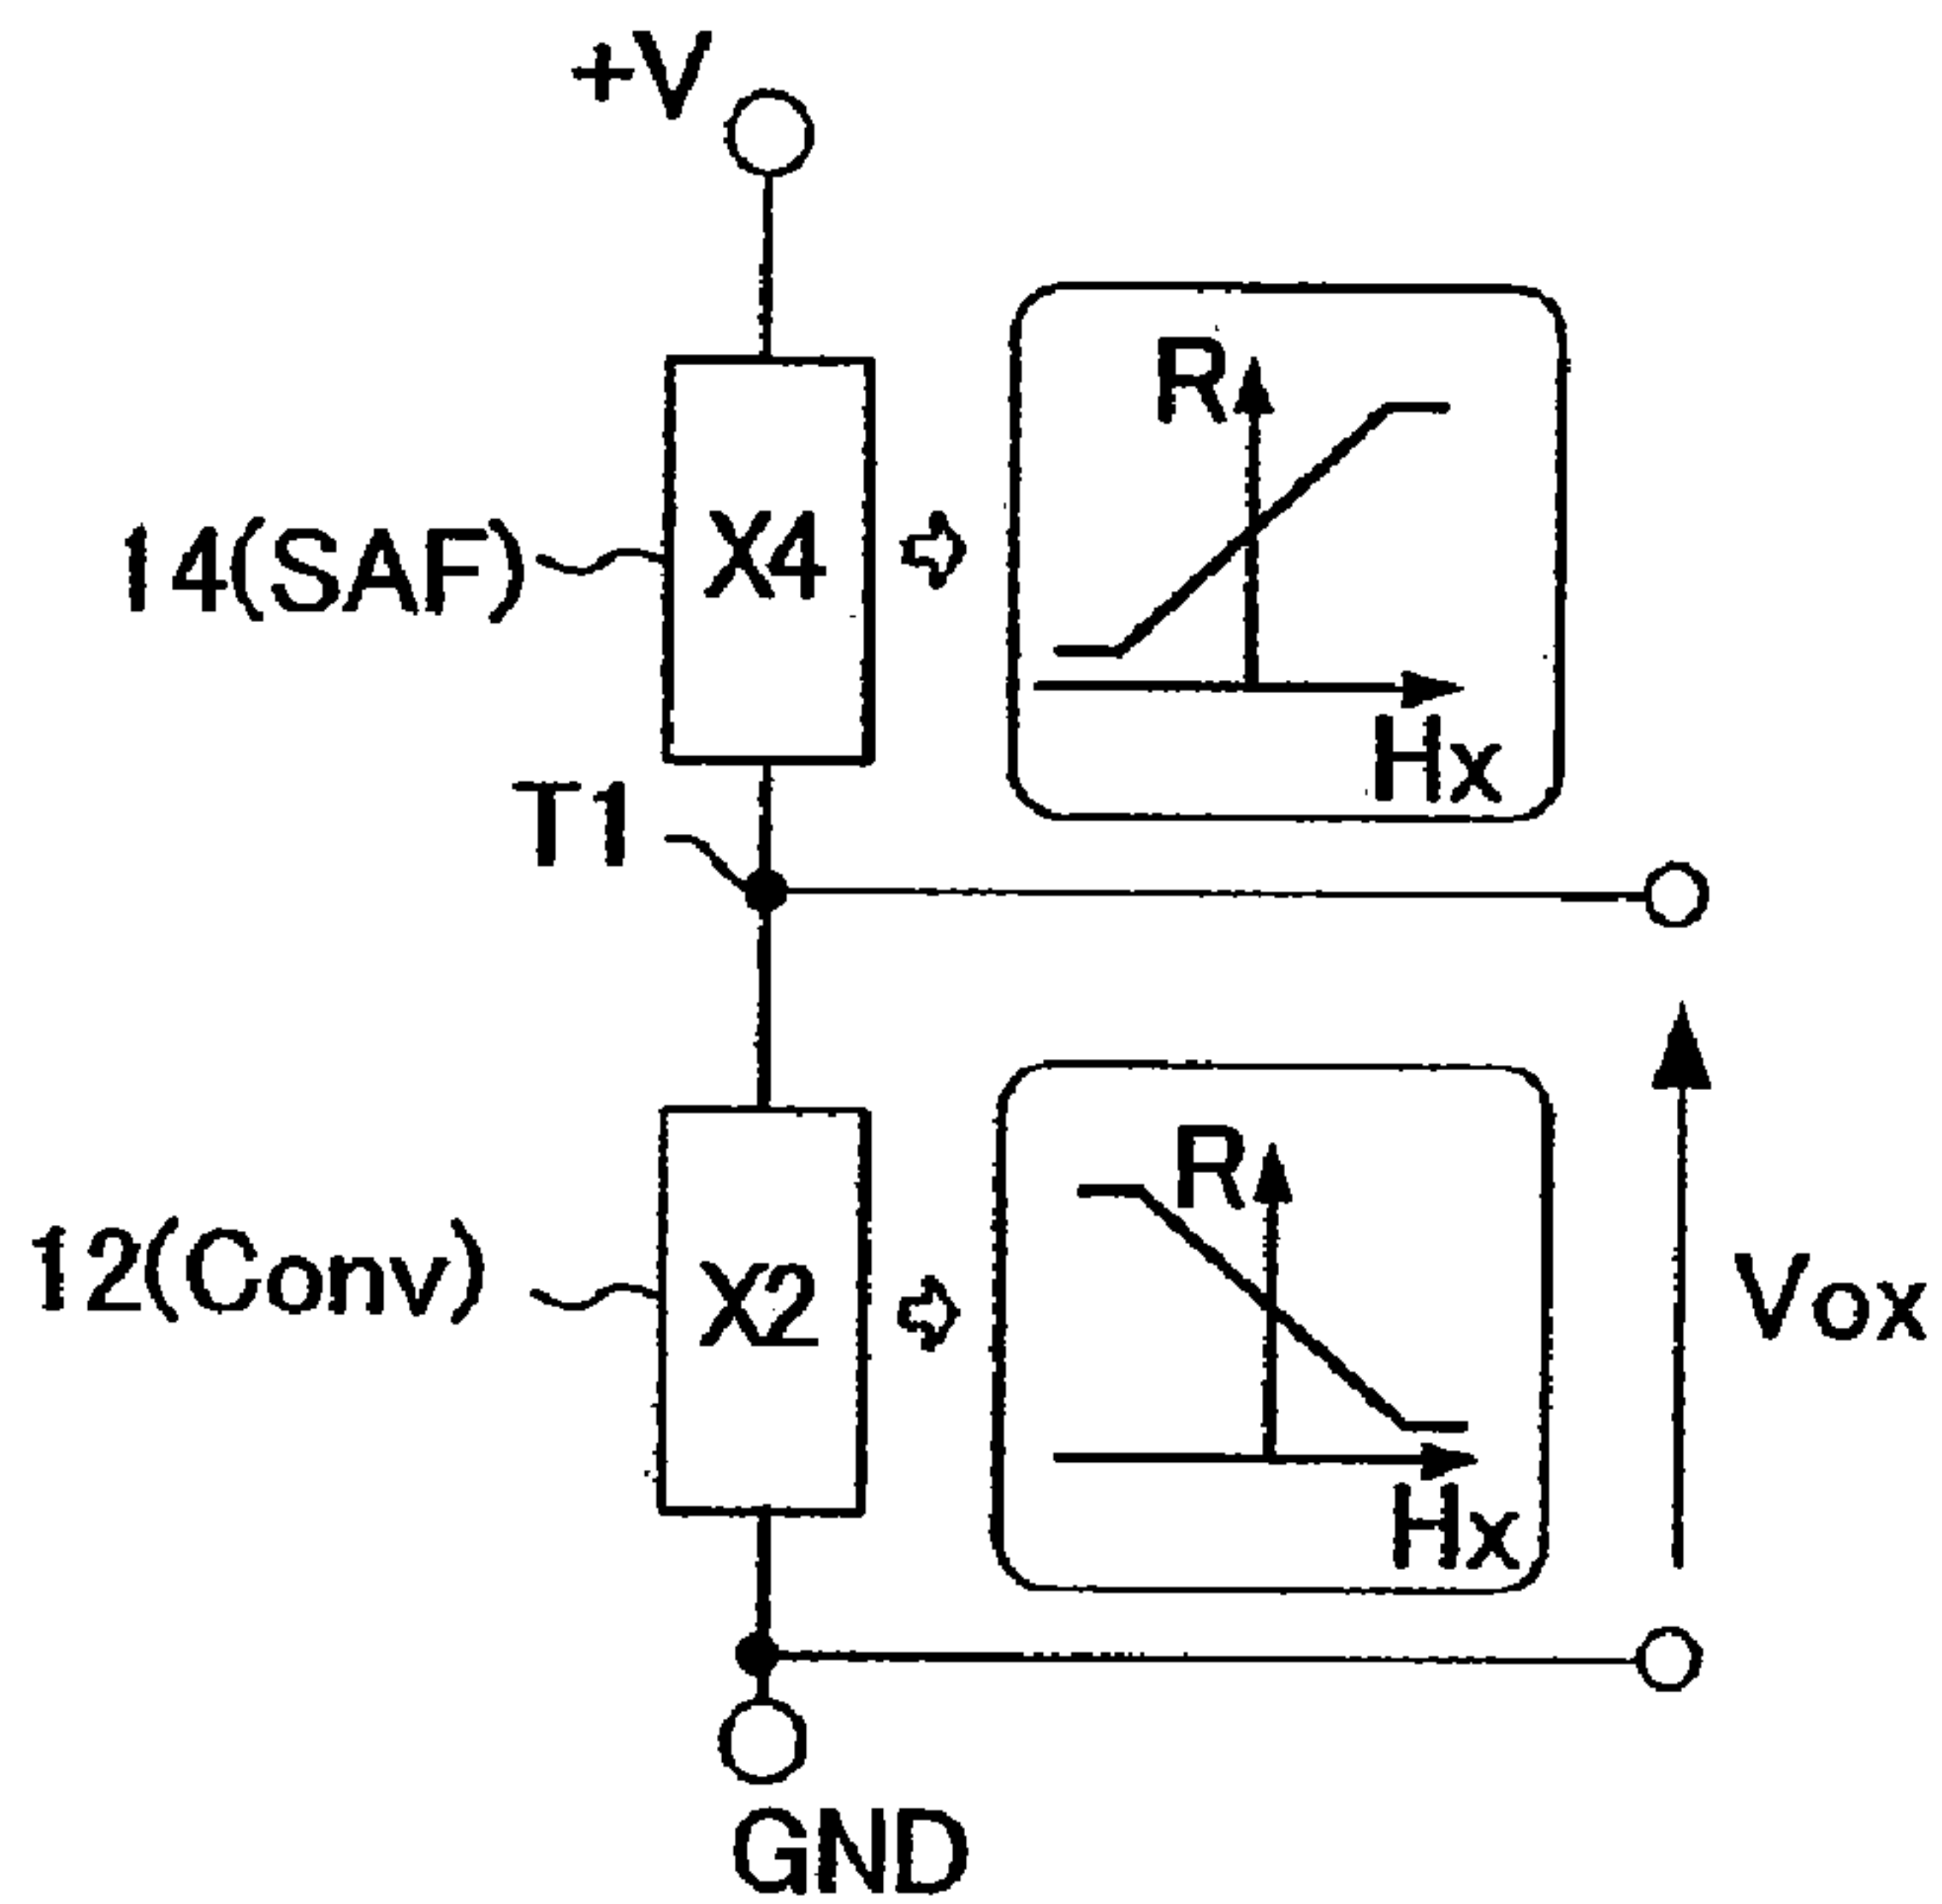 +V
R
14(SAF)
X4
Hx
T1
R
12(Conv)
X2
Vox
Hx
GND